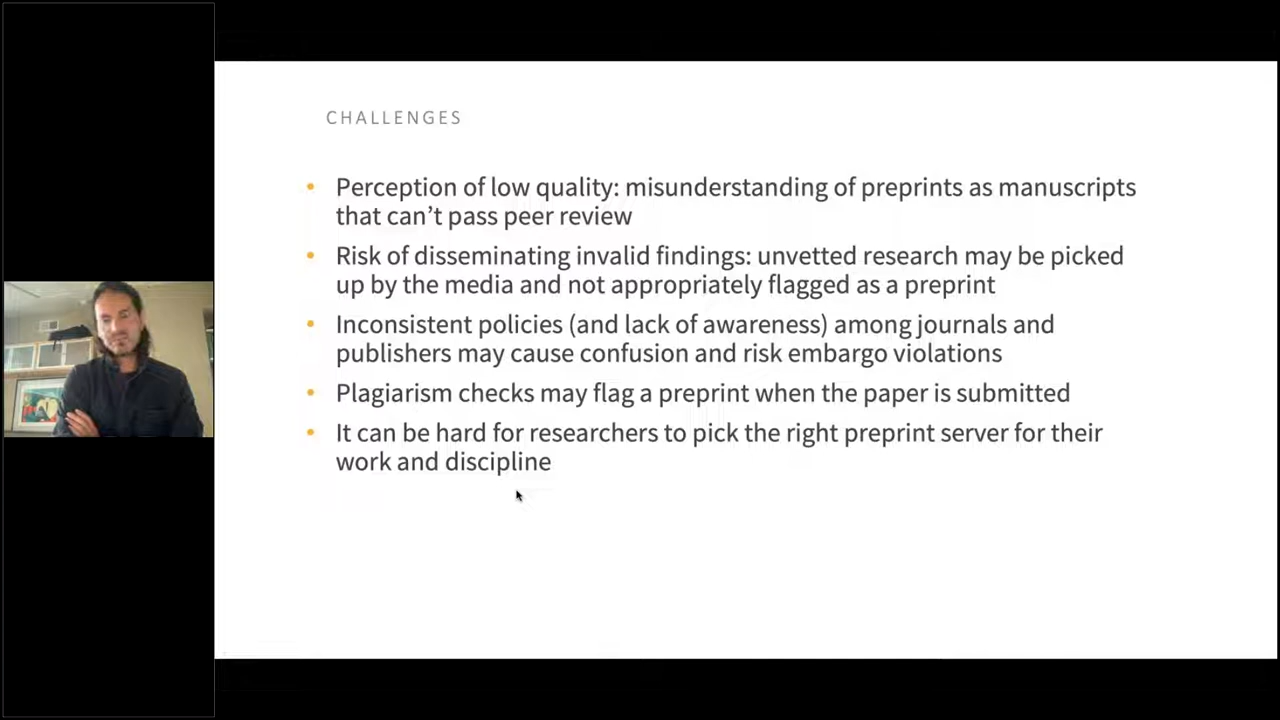 CHALLENGES
• Perception of low quality: misunderstanding of preprints as manuscripts
that can’t pass peer review
• Risk of disseminating invalid findings: unvetted research may be picked
up by the media and not appropriately flagged as a preprint
• Inconsistent policies (and lack of awareness) among journals and
publishers may cause confusion and risk embargo violations
• Plagiarism checks may flag a preprint when the paper is submitted
• It can be hard for researchers to pick the right preprint server for their
work and discipline